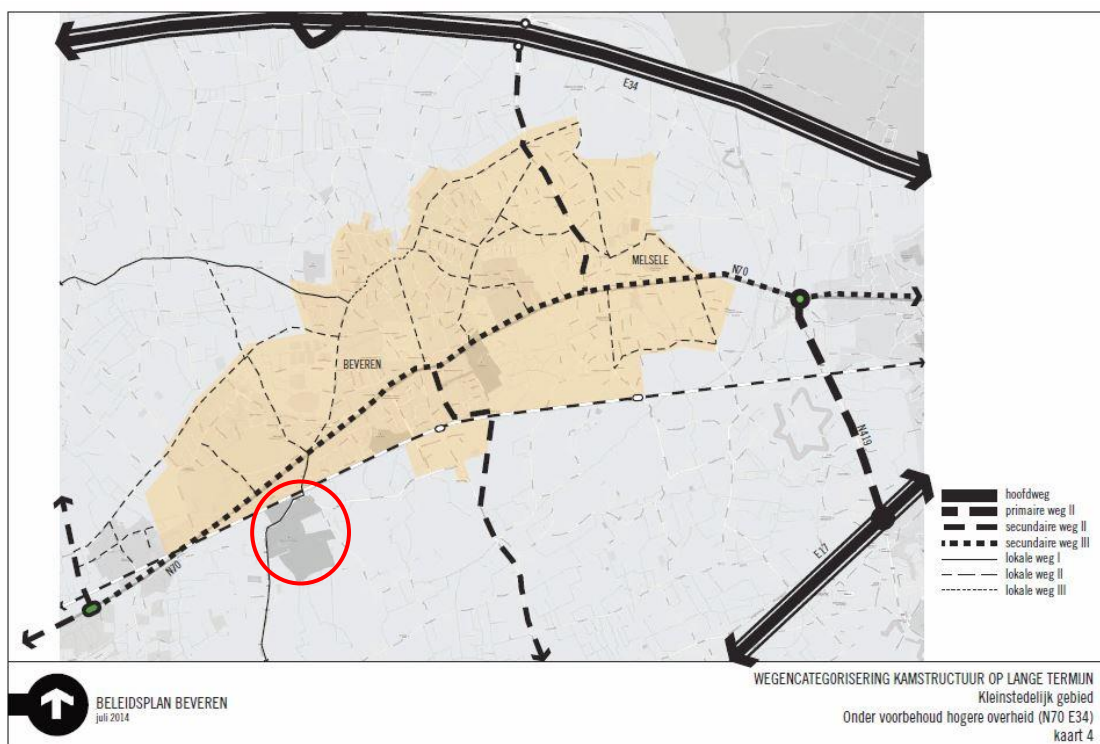 E34
MELSELE
N70
BEVEREN
N419
E17
N70
hoofdweg
primaire weg II
secundaire weg II
secundaire weg III
lokale weg I
lokale weg II
lokale weg III
BELEIDSPLAN BEVEREN
juli 2014
WEGENCATEGORISERING KAMSTRUCTUUR OP LANGE TERMIJN
Kleinstedelijk gebied
Onder voorbehoud hogere overheid (N70 E34)
kaart 4